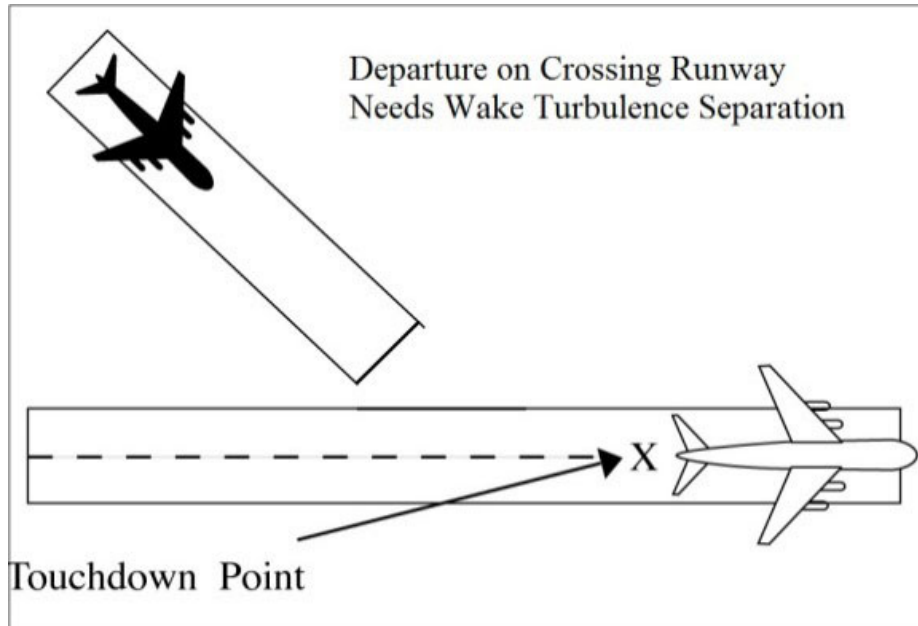 Departure on Crossing Runway
Needs Wake Turbulence Separation
X
Touchdown Point